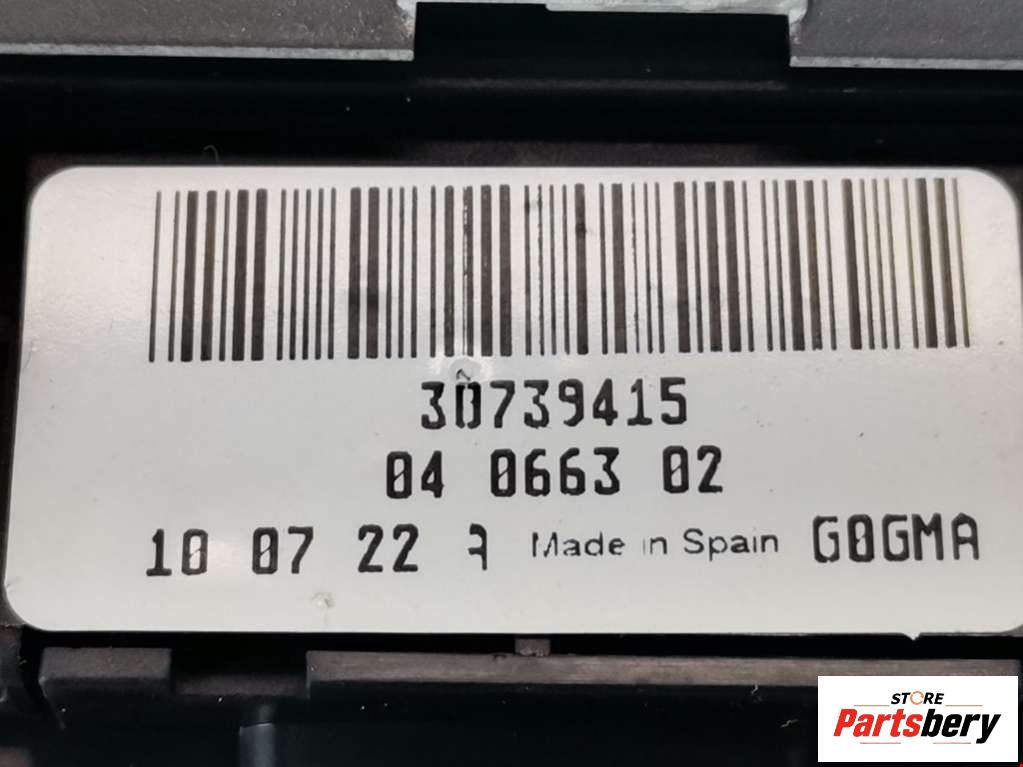 30739415
04 0663 02
10 07 22 A Made in Spain G0GMA
STORE
Partsbery